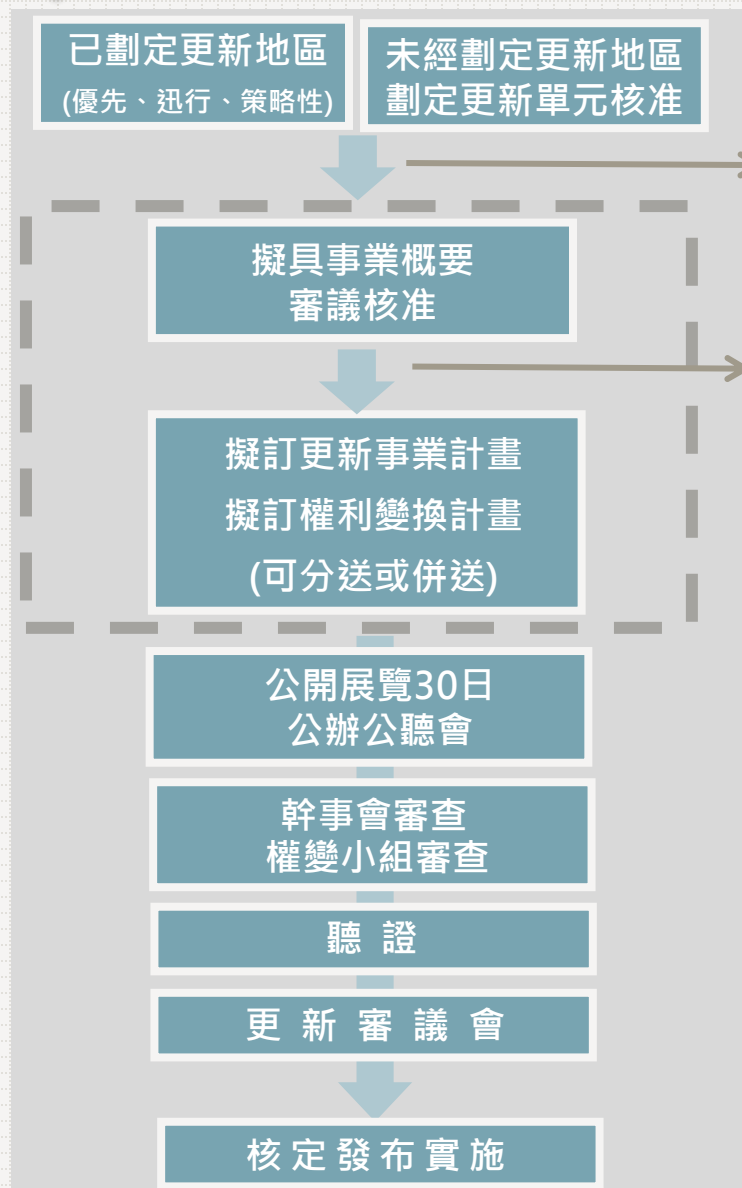 已劃定更新地區
(優先、迅行、策略性)
未經劃定更新地區
劃定更新單元核准
擬具事業概要
審議核准
擬訂更新事業計畫
擬訂權利變換計畫
(可分送或併送)
公開展覽30日
公辦公聽會
幹事會審查
權變小組審查
聽 證
更 新 審 議 會
核定發布實施